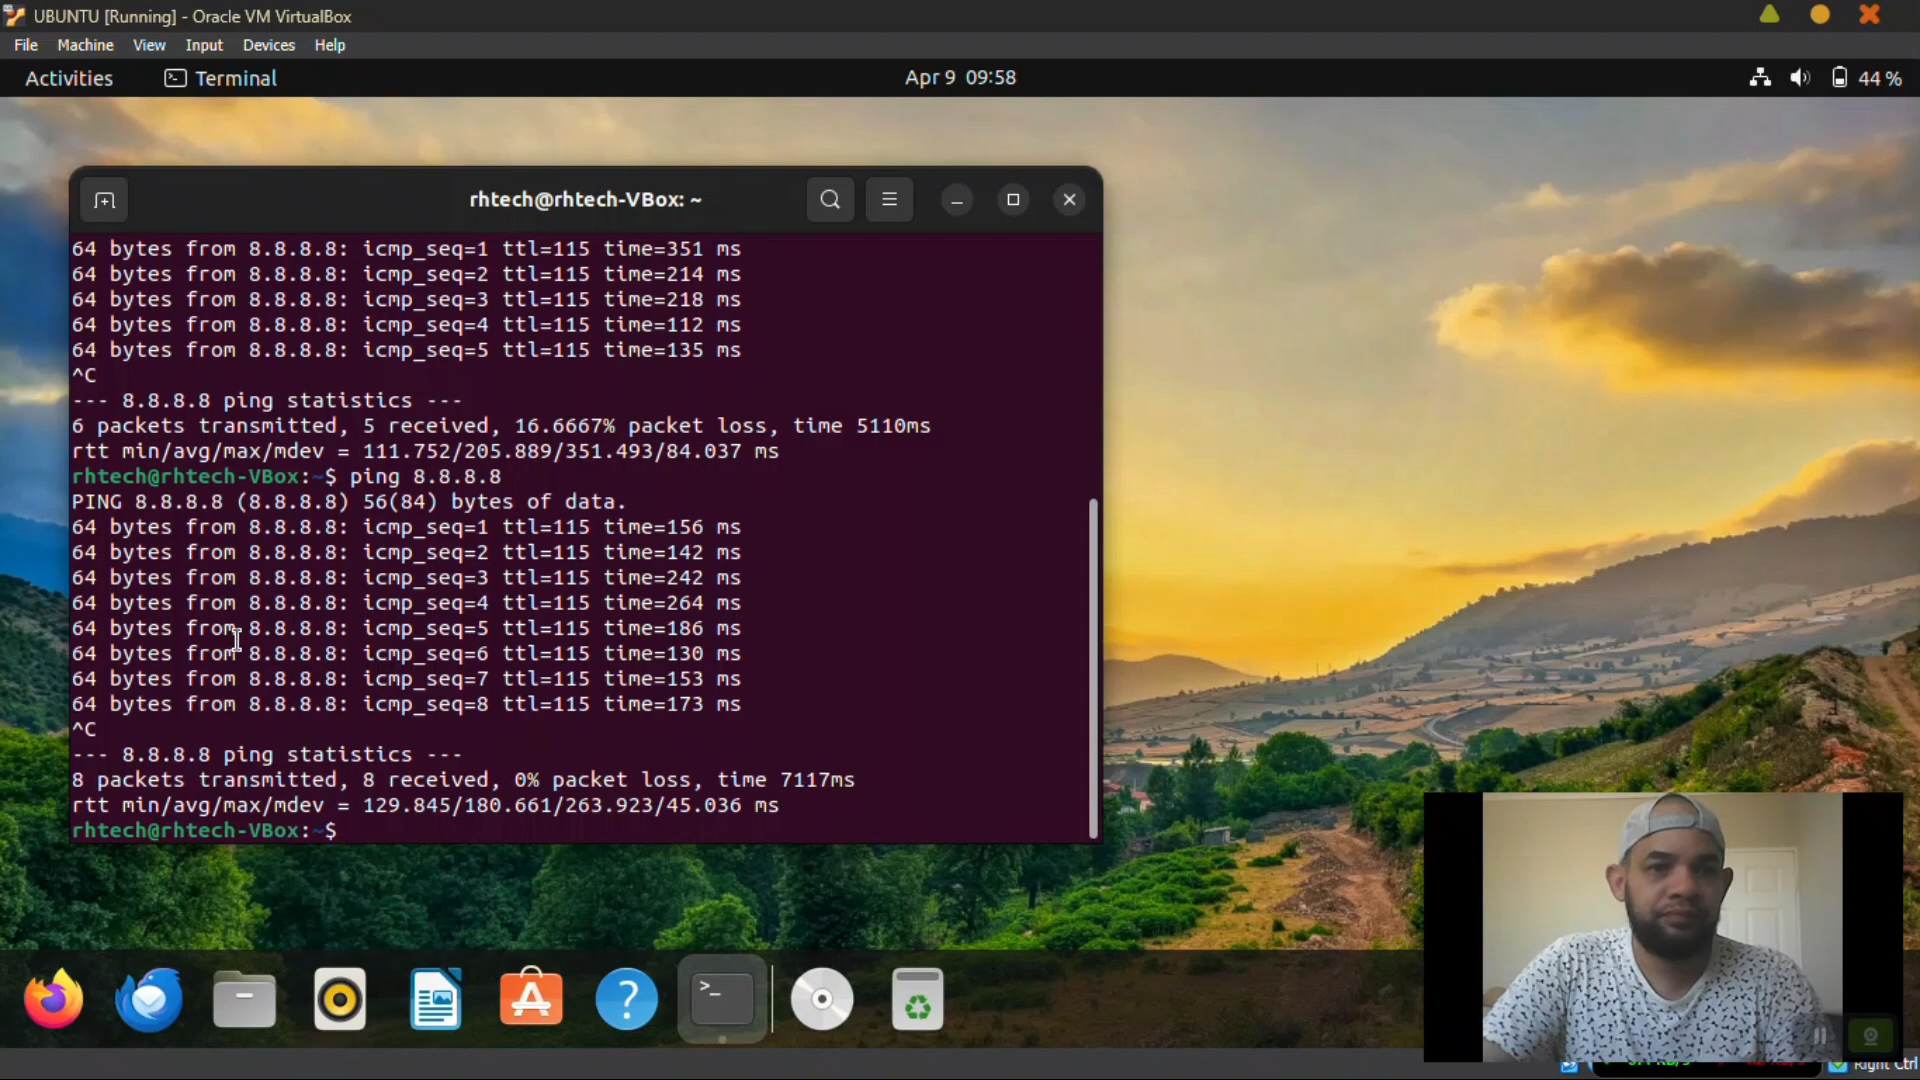 UBUNTU [Running] - Oracle VM VirtualBox
File Machine View Input Devices Help
Activities Terminal Apr 9 09:58 44 %
rhtech@rhtech-VBox: ~
64 bytes from 8.8.8.8: icmp_seq=1 ttl=115 time=351 ms
64 bytes from 8.8.8.8: icmp_seq=2 ttl=115 time=214 ms
64 bytes from 8.8.8.8: icmp_seq=3 ttl=115 time=218 ms
64 bytes from 8.8.8.8: icmp_seq=4 ttl=115 time=112 ms
64 bytes from 8.8.8.8: icmp_seq=5 ttl=115 time=135 ms
^C
--- 8.8.8.8 ping statistics ---
6 packets transmitted, 5 received, 16.6667% packet loss, time 5110ms
rtt min/avg/max/mdev = 111.752/205.889/351.493/84.037 ms
rhtech@rhtech-VBox:~$ ping 8.8.8.8
PING 8.8.8.8 (8.8.8.8) 56(84) bytes of data.
64 bytes from 8.8.8.8: icmp_seq=1 ttl=115 time=156 ms
64 bytes from 8.8.8.8: icmp_seq=2 ttl=115 time=142 ms
64 bytes from 8.8.8.8: icmp_seq=3 ttl=115 time=242 ms
64 bytes from 8.8.8.8: icmp_seq=4 ttl=115 time=264 ms
64 bytes from 8.8.8.8: icmp_seq=5 ttl=115 time=186 ms
64 bytes from 8.8.8.8: icmp_seq=6 ttl=115 time=130 ms
64 bytes from 8.8.8.8: icmp_seq=7 ttl=115 time=153 ms
64 bytes from 8.8.8.8: icmp_seq=8 ttl=115 time=173 ms
^C
--- 8.8.8.8 ping statistics ---
8 packets transmitted, 8 received, 0% packet loss, time 7117ms
rtt min/avg/max/mdev = 129.845/180.661/263.923/45.036 ms
rhtech@rhtech-VBox:~$
Right Ctrl